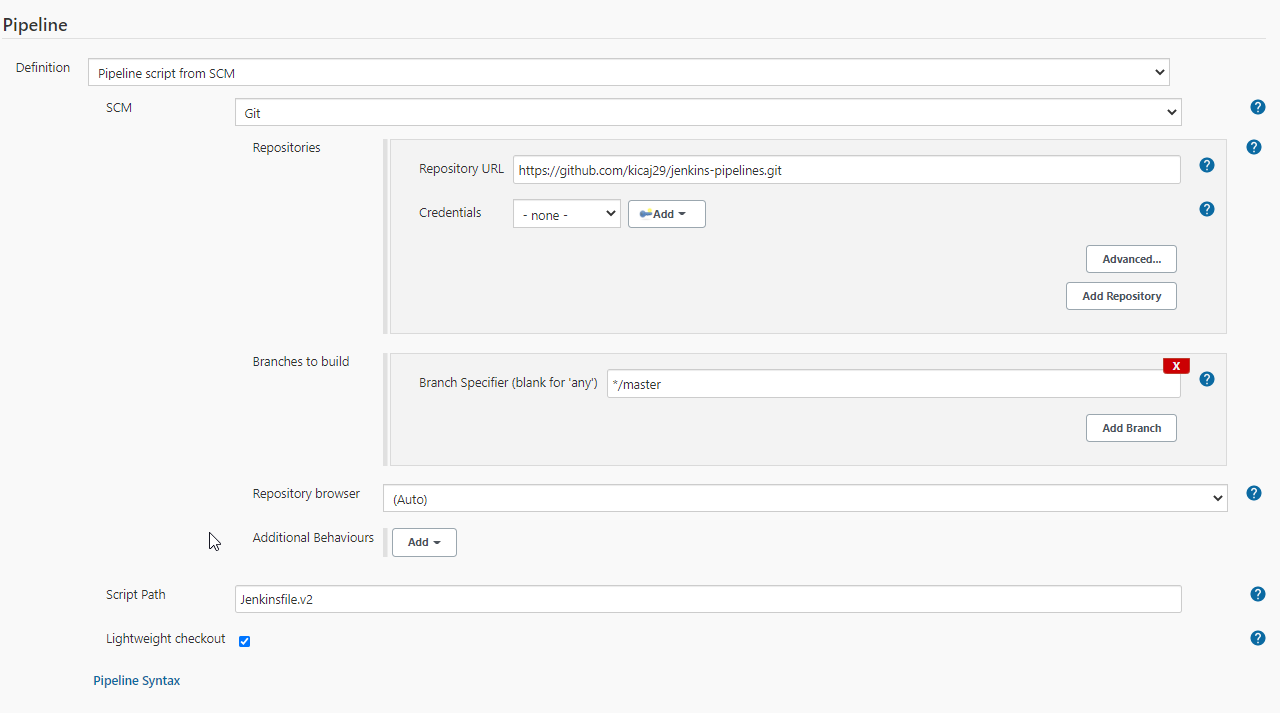 Pipeline
Definition
Pipeline script from SCM
SCM
Git
?
Repositories
?
Repository URL
https://github.com/kicaj29/jenkins-pipelines.git
?
Credentials
- none -
Add
?
Advanced...
Add Repository
Branches to build
X
Branch Specifier (blank for 'any')
*/master
?
Add Branch
Repository browser
(Auto)
?
Additional Behaviours
Add
Script Path
Jenkinsfile.v2
?
Lightweight checkout
?
Pipeline Syntax